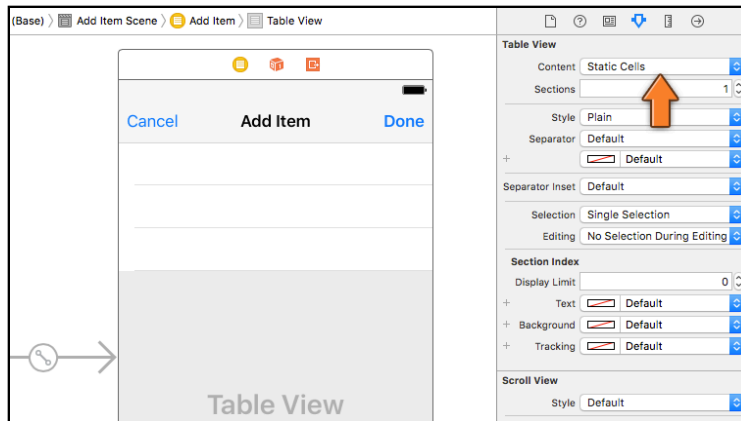 (Base) Add Item Scene Add Item Table View
Cancel Add Item Done
Table View
Table View
Content Static Cells
Sections 1
Style Plain
Separator Default
+ Default
Separator Inset Default
Selection Single Selection
Editing No Selection During Editing
Section Index
Display Limit 0
+ Text Default
+ Background Default
+ Tracking Default
Scroll View
Style Default